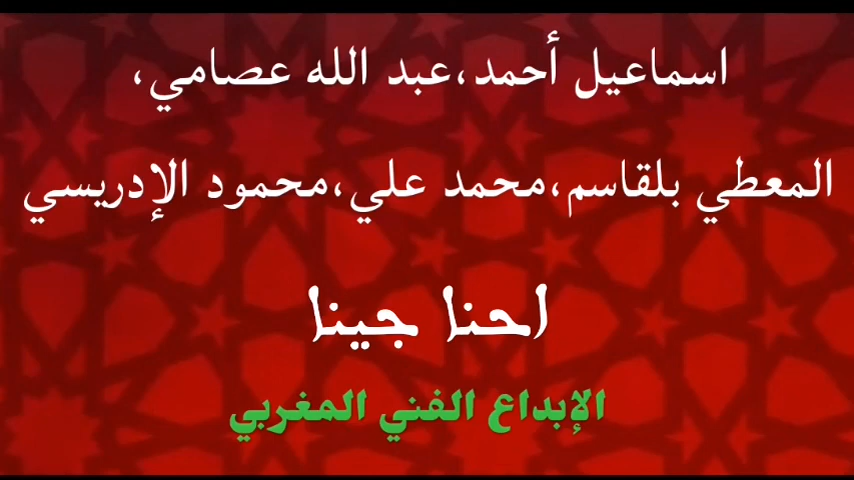 اسماعيل أحمد،عبد الله عصامي،
المعطي بلقاسم،محمد علي،محمود الإدريسي
احنا جينا
الإبداع الفني المغربي